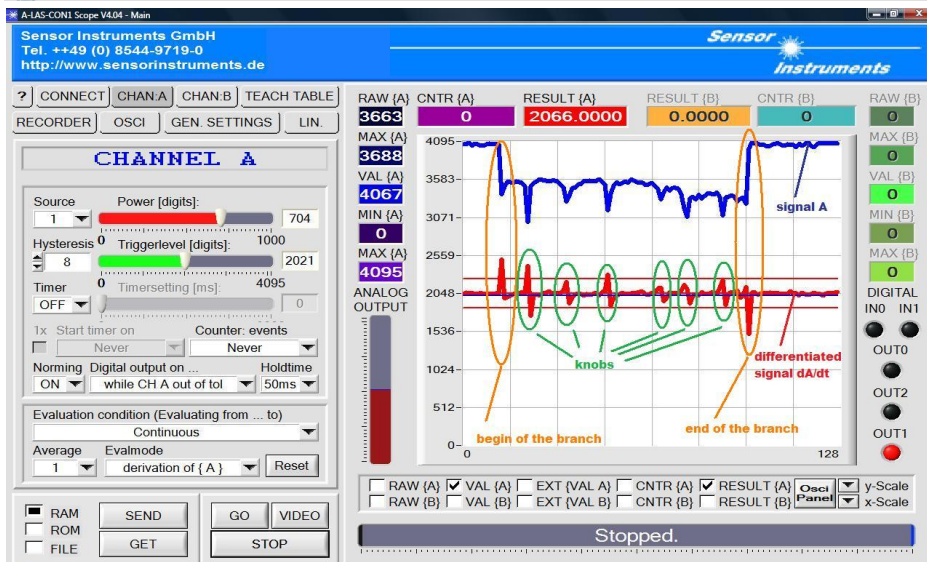 A-LAS-CON1 Scope V4.04 - Main
Sensor Instruments GmbH
Tel. ++49 (0) 8544-9719-0
http://www.sensorinstruments.de
Sensor
Instruments
? CONNECT CHAN:A CHAN:B TEACH TABLE
RECORDER OSCI GEN. SETTINGS LIN.
CHANNEL A
Source Power [digits]:
1 704
0 1000
Hysteresis Triggerlevel [digits]:
8 2021
0 4095
Timer Timersetting [ms]:
OFF 0
1x Start timer on Counter: events
Never Never
Norming Digital output on ... Holdtime
ON while CH A out of tol 50ms
Evaluation condition (Evaluating from ... to)
Continuous
Average Evalmode
1 derivation of { A } Reset
RAM SEND GO VIDEO
ROM
FILE GET STOP
RAW {A} CNTR {A} RESULT {A} RESULT {B} CNTR {B} RAW {B}
3663 0 2066.0000 0.0000 0 0
MAX {A}
3688
VAL {A}
4067
MIN {A}
0
MAX {A}
4095
ANALOG
OUTPUT
4095
3583
3071
2559
2048
1536
1024
512
0
0 128
signal A
knobs
differentiated
signal dA/dt
begin of the branch
end of the branch
MAX {B}
0
VAL {B}
0
MIN {B}
0
MAX {B}
0
DIGITAL
IN0 IN1
OUT0
OUT2
OUT1
RAW {A} VAL {A} EXT {VAL A} CNTR {A} RESULT {A} Osci Panel y-Scale
RAW {B} VAL {B} EXT {VAL B} CNTR {B} RESULT {B} x-Scale
Stopped.